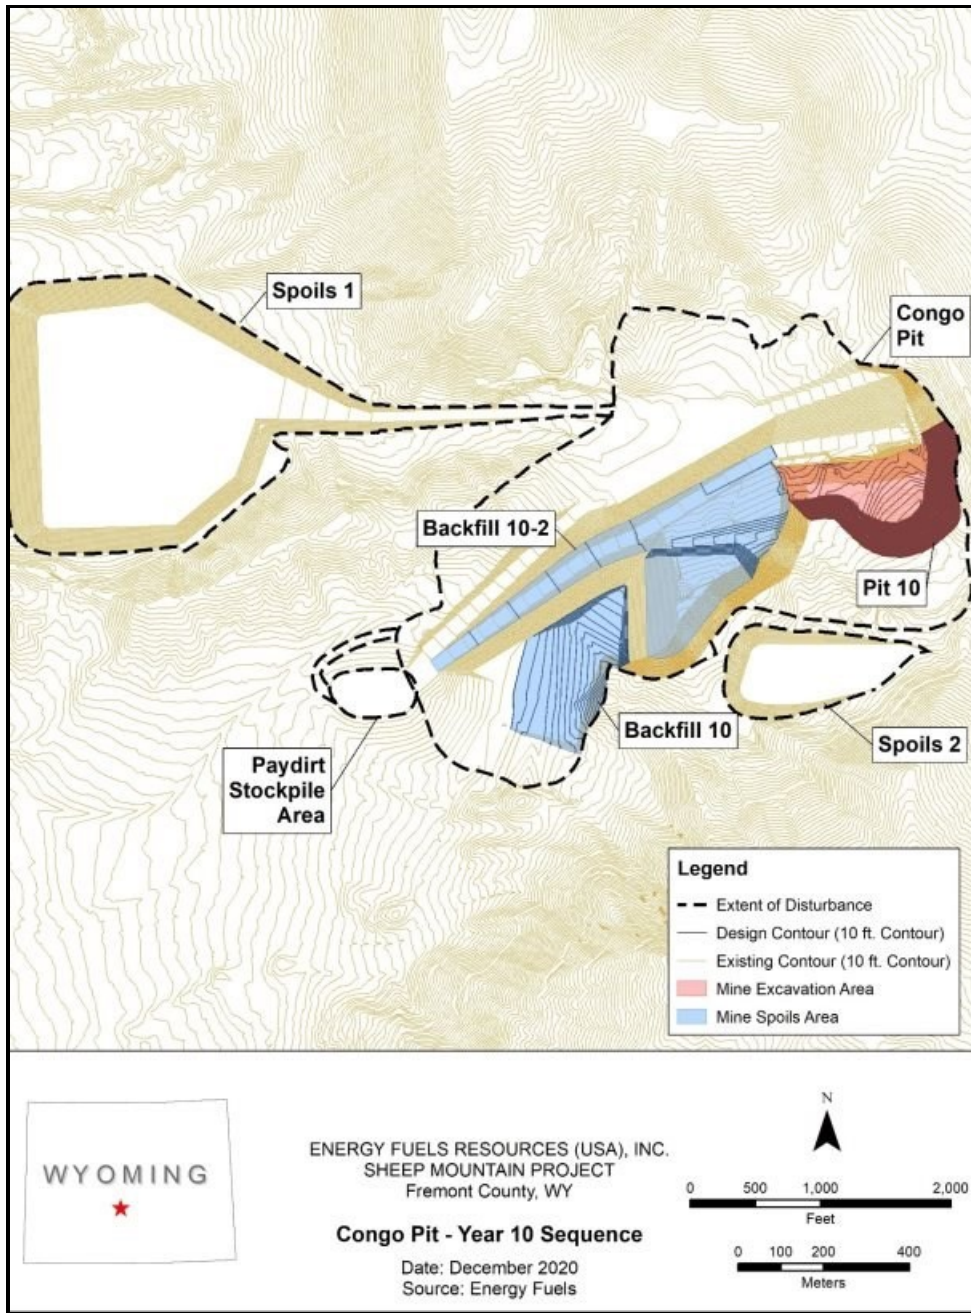 Spoils 1
Congo
Pit
Backfill 10-2
Pit 10
Backfill 10
Spoils 2
Paydirt
Stockpile
Area
Legend
Extent of Disturbance
Design Contour (10 ft. Contour)
Existing Contour (10 ft. Contour)
Mine Excavation Area
Mine Spoils Area
WYOMING
ENERGY FUELS RESOURCES (USA), INC.
SHEEP MOUNTAIN PROJECT
Fremont County, WY
Congo Pit - Year 10 Sequence
Date: December 2020
Source: Energy Fuels
N
0 500 1,000 2,000
Feet
0 100 200 400
Meters